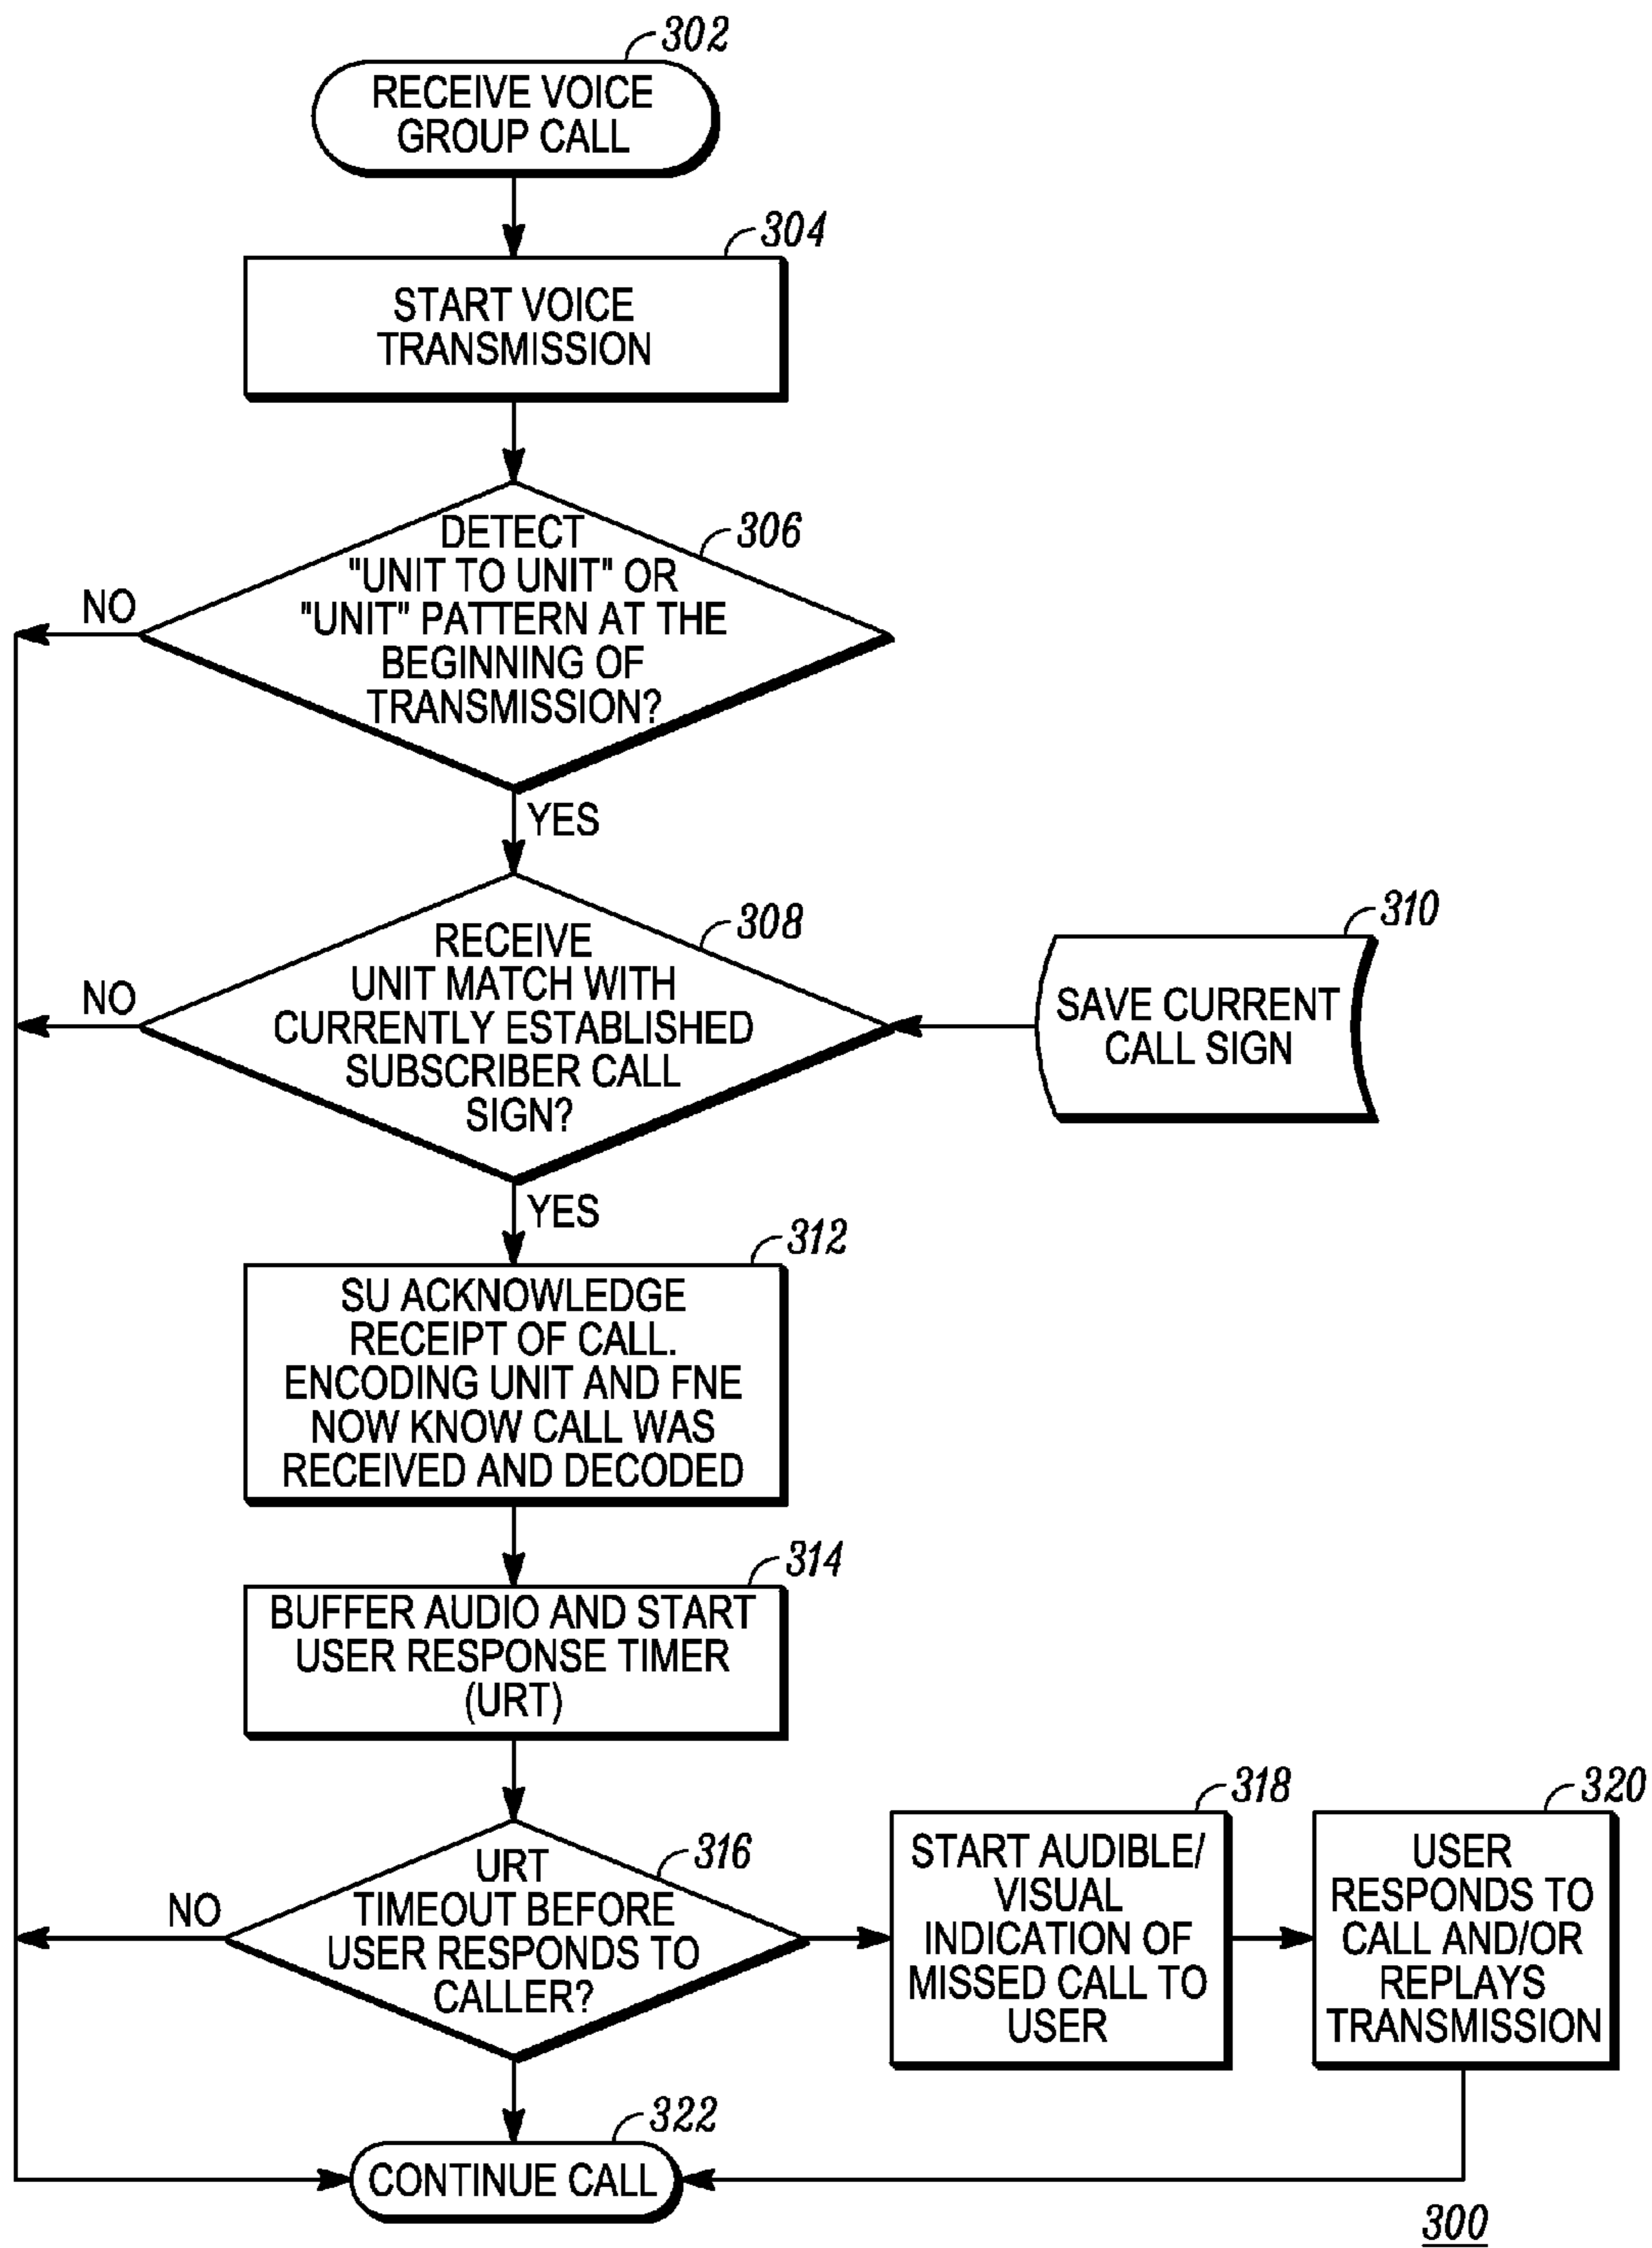 302
RECEIVE VOICE
GROUP CALL
304
START VOICE
TRANSMISSION
306
DETECT
"UNIT TO UNIT" OR
"UNIT" PATTERN AT THE
BEGINNING OF
TRANSMISSION?
NO
YES
308
RECEIVE
UNIT MATCH WITH
CURRENTLY ESTABLISHED
SUBSCRIBER CALL
SIGN?
NO
310
SAVE CURRENT
CALL SIGN
YES
312
SU ACKNOWLEDGE
RECEIPT OF CALL.
ENCODING UNIT AND FNE
NOW KNOW CALL WAS
RECEIVED AND DECODED
314
BUFFER AUDIO AND START
USER RESPONSE TIMER
(URT)
316
URT
TIMEOUT BEFORE
USER RESPONDS TO
CALLER?
NO
318
START AUDIBLE/
VISUAL
INDICATION OF
MISSED CALL TO
USER
320
USER
RESPONDS TO
CALL AND/OR
REPLAYS
TRANSMISSION
322
CONTINUE CALL
300